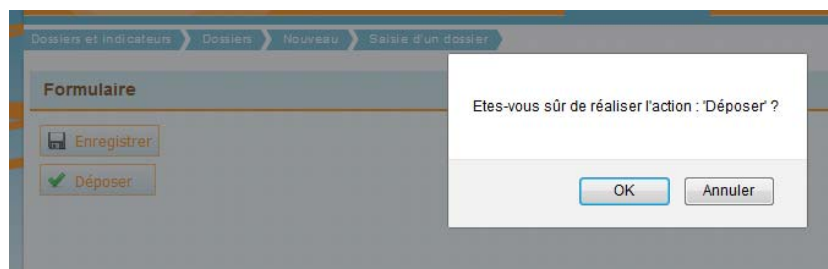 Dossiers et indicateurs Dossiers Nouveau Saisie d'un dossier
Formulaire
Enregistrer
Déposer
Etes-vous sûr de réaliser l'action : 'Déposer' ?
OK Annuler